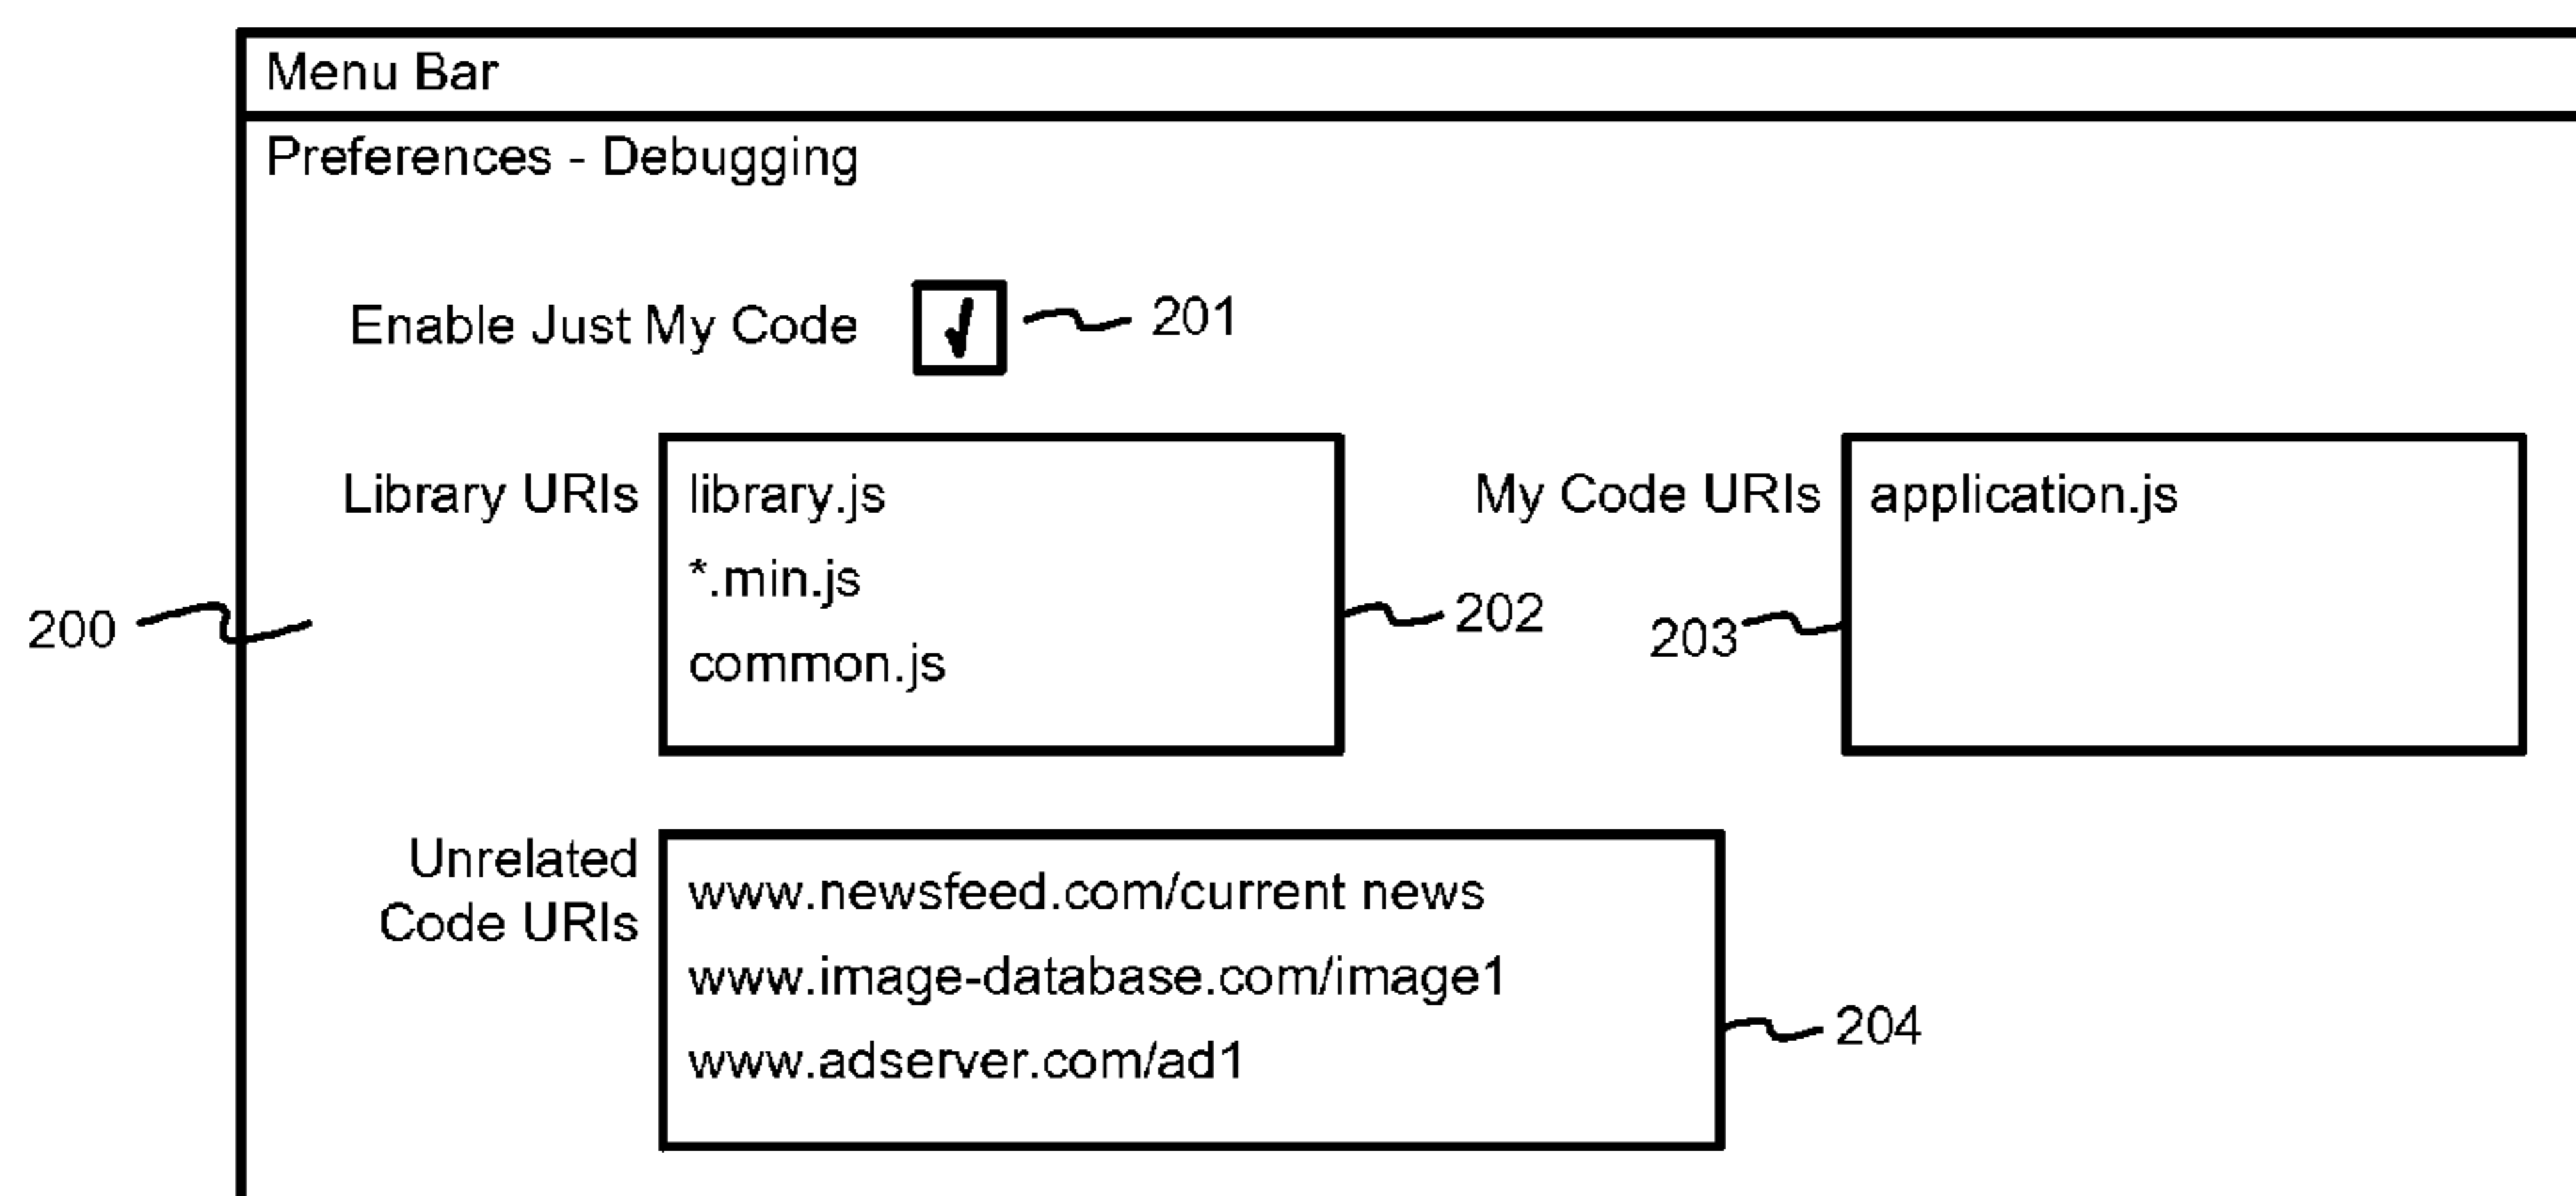 Menu Bar
Preferences - Debugging
Enable Just My Code
201
Library URIs
library.js
*.min.js
common.js
202
My Code URIs
application.js
203
200
Unrelated
Code URIs
www.newsfeed.com/current news
www.image-database.com/image1
www.adserver.com/ad1
204